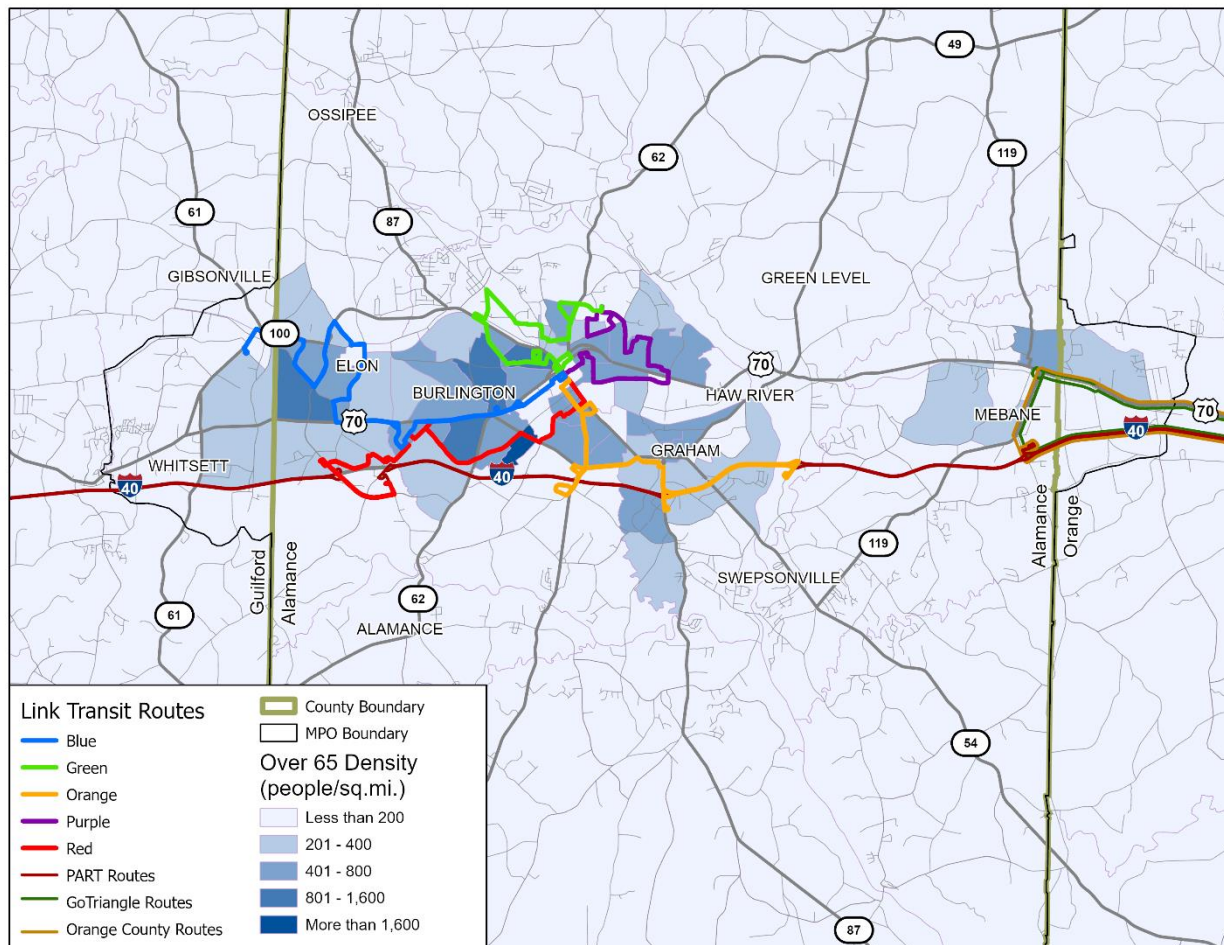 49
OSSIPEE
62
119
61
87
GIBSONVILLE
GREEN LEVEL
100
ELON
70
BURLINGTON
HAW RIVER
70
MEBANE
70
40
WHITSETT
GRAHAM
40
40
119
Guilford
Alamance
Alamance
Orange
SWEPSONVILLE
62
61
ALAMANCE
54
87
Link Transit Routes
Blue
Green
Orange
Purple
Red
PART Routes
GoTriangle Routes
Orange County Routes
County Boundary
MPO Boundary
Over 65 Density
(people/sq.mi.)
Less than 200
201 - 400
401 - 800
801 - 1,600
More than 1,600